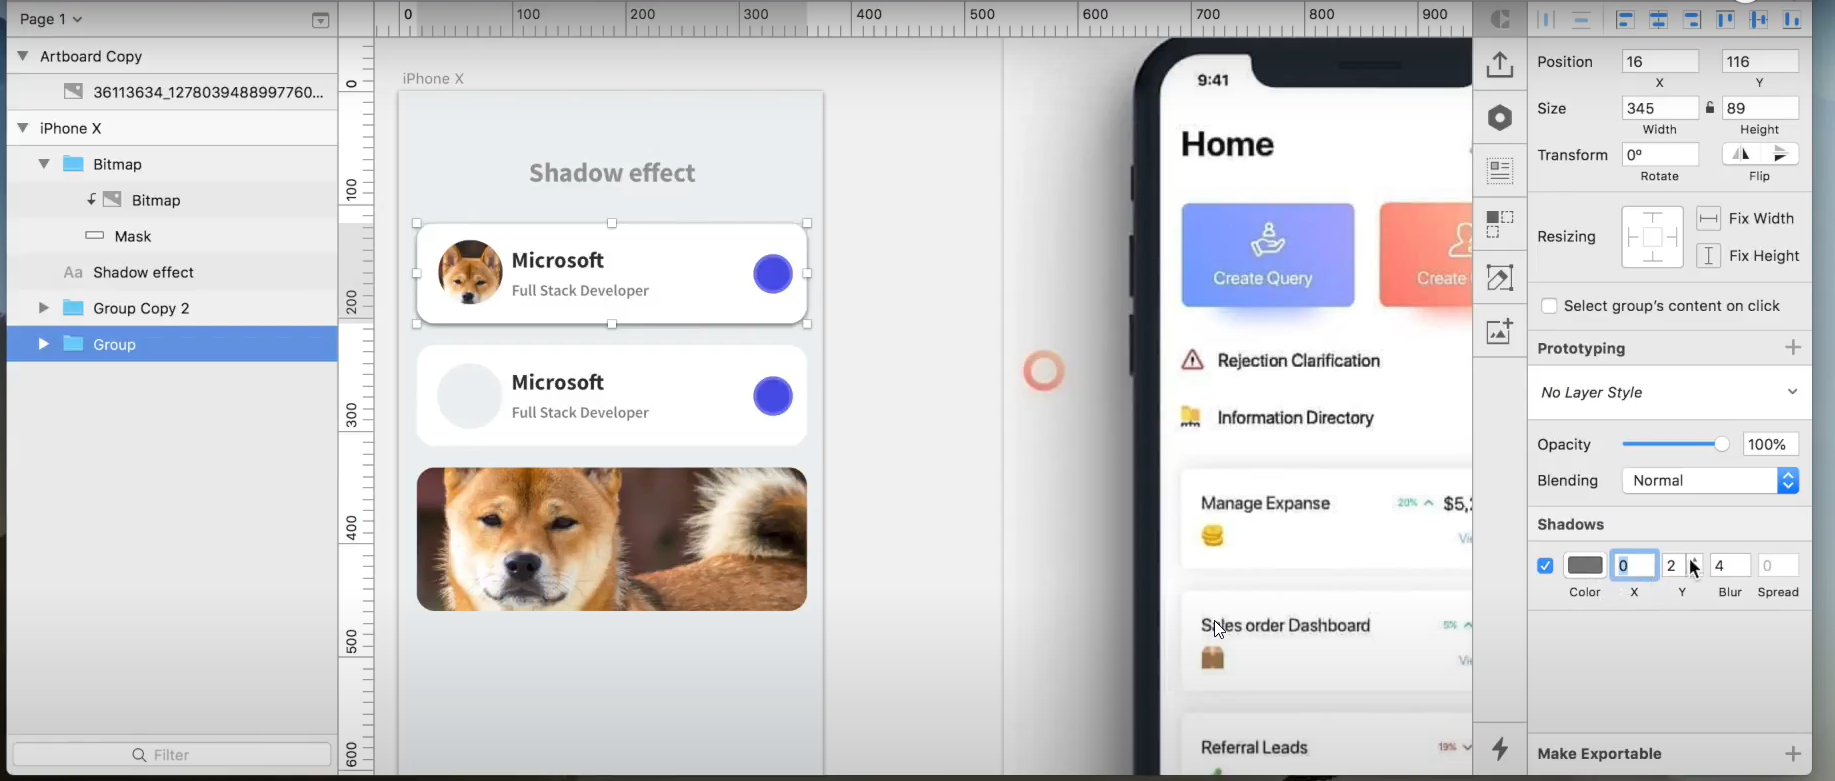 Page 1
Artboard Copy
36113634_1278039488997760...
iPhone X
Bitmap
Bitmap
Mask
Aa Shadow effect
Group Copy 2
Group
Filter
0 100 200 300 400 500 600 700 800 900
0
100
200
300
400
500
600
iPhone X
Shadow effect
Microsoft
Full Stack Developer
Microsoft
Full Stack Developer
9:41
Home
Create Query
Create
Rejection Clarification
Information Directory
Manage Expanse 20% $5,
Vi
Sales order Dashboard 5%
Vi
Referral Leads 19%
Position 16 116
X Y
Size 345 89
Width Height
Transform 0º
Rotate Flip
Resizing
Fix Width
Fix Height
Select group's content on click
Prototyping
No Layer Style
Opacity 100%
Blending Normal
Shadows
0 2 4 0
Color X Y Blur Spread
Make Exportable